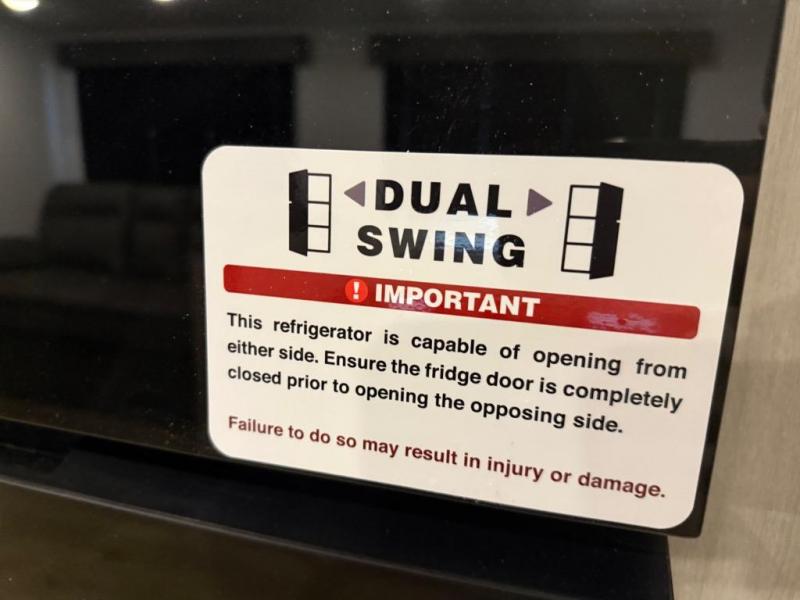 DUAL
SWING
! IMPORTANT
This refrigerator is capable of opening from
either side. Ensure the fridge door is completely
closed prior to opening the opposing side.
Failure to do so may result in injury or damage.